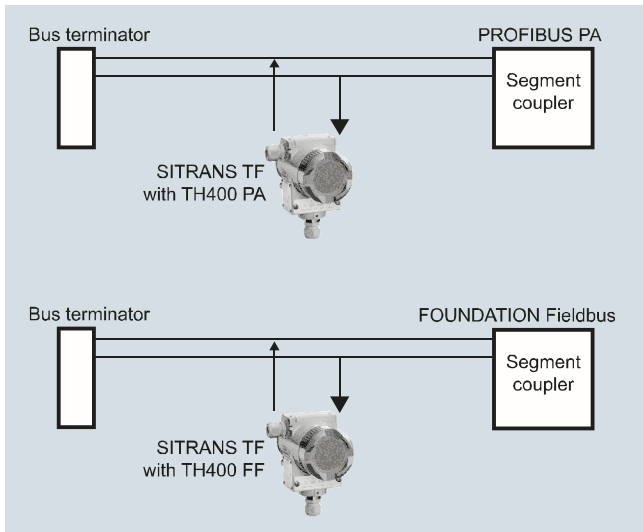 Bus terminator
PROFIBUS PA
Segment
coupler
SITRANS TF
with TH400 PA
Bus terminator
FOUNDATION Fieldbus
Segment
coupler
SITRANS TF
with TH400 FF